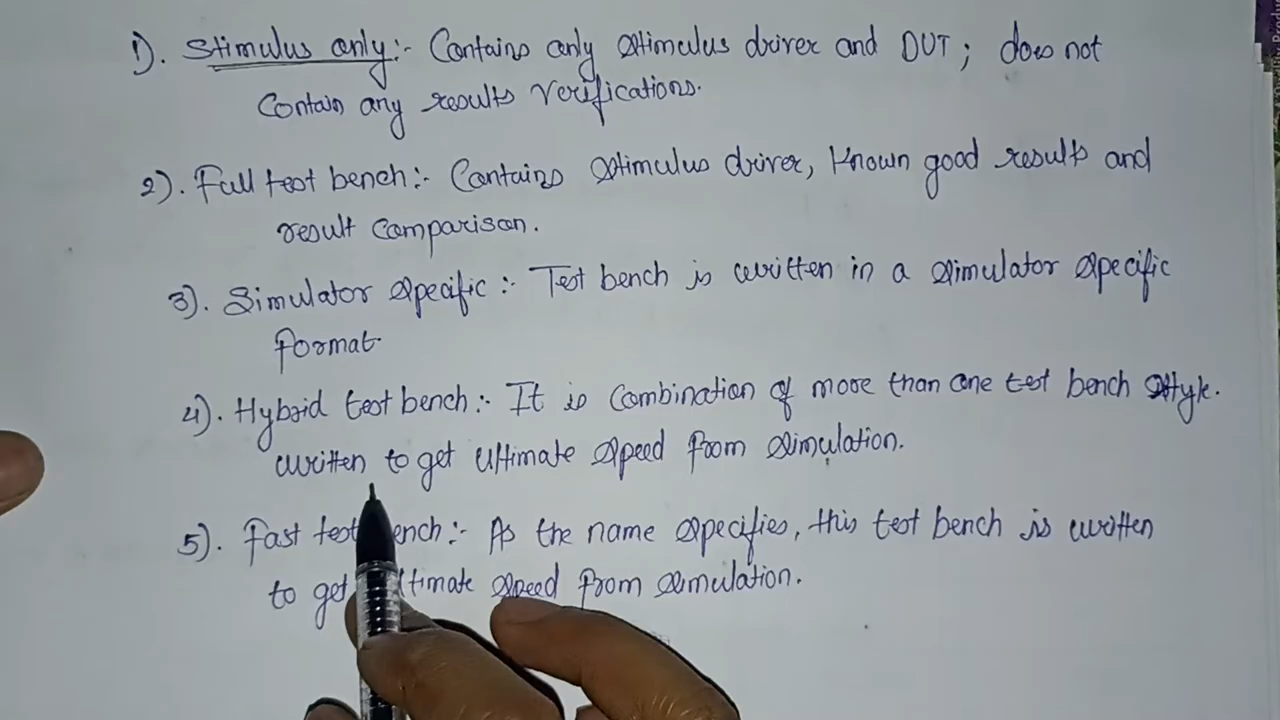 1). Stimulus only:- Contains only stimulus driver and DUT; does not
Contain any results verifications.
2). Full test bench:- Contains stimulus driver, known good results and
result comparison.
3). Simulator specific:- Test bench is written in a simulator specific
format.
4). Hybrid test bench:- It is combination of more than one test bench style.
written to get ultimate speed from simulation.
5). Fast test bench:- As the name specifies, this test bench is written
to get ultimate speed from simulation.